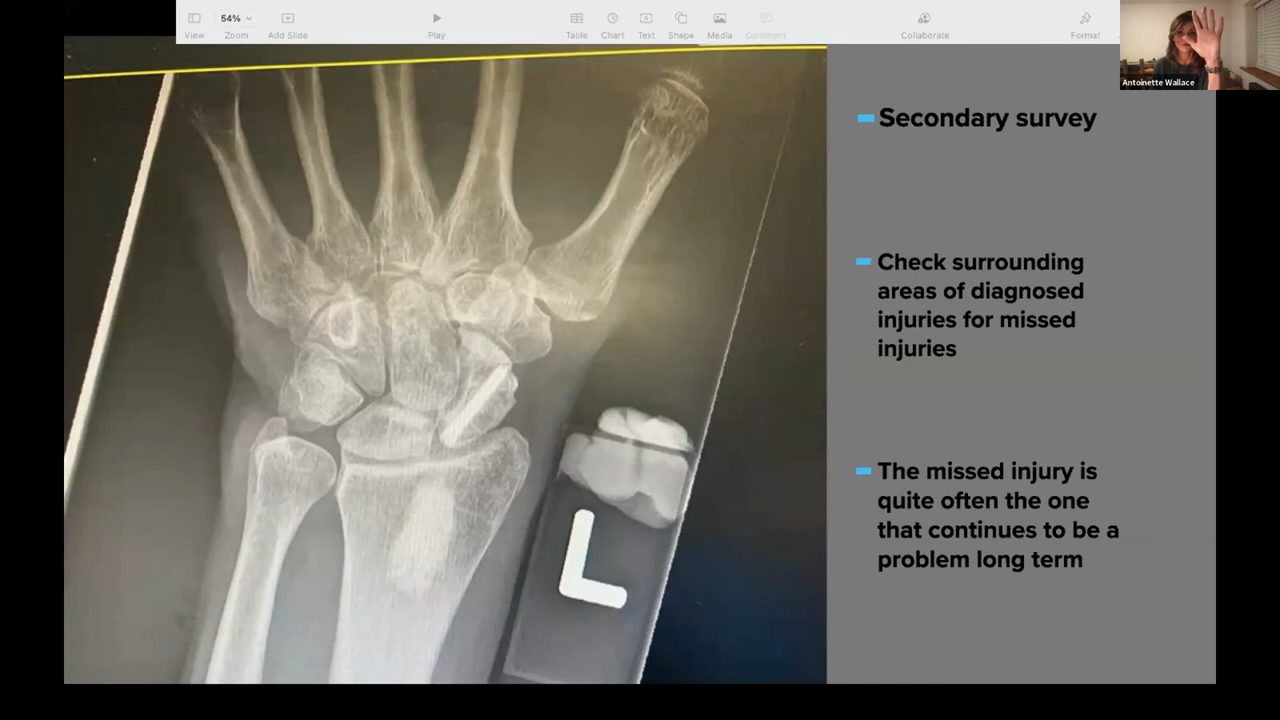 54%
View
Zoom
Add Slide
Play
Table
Chart
Text
Shape
Media
Comment
Collaborate
Format
Antoinette Wallace
Secondary survey
Check surrounding
areas of diagnosed
injuries for missed
injuries
The missed injury is
quite often the one
that continues to be a
problem long term
L